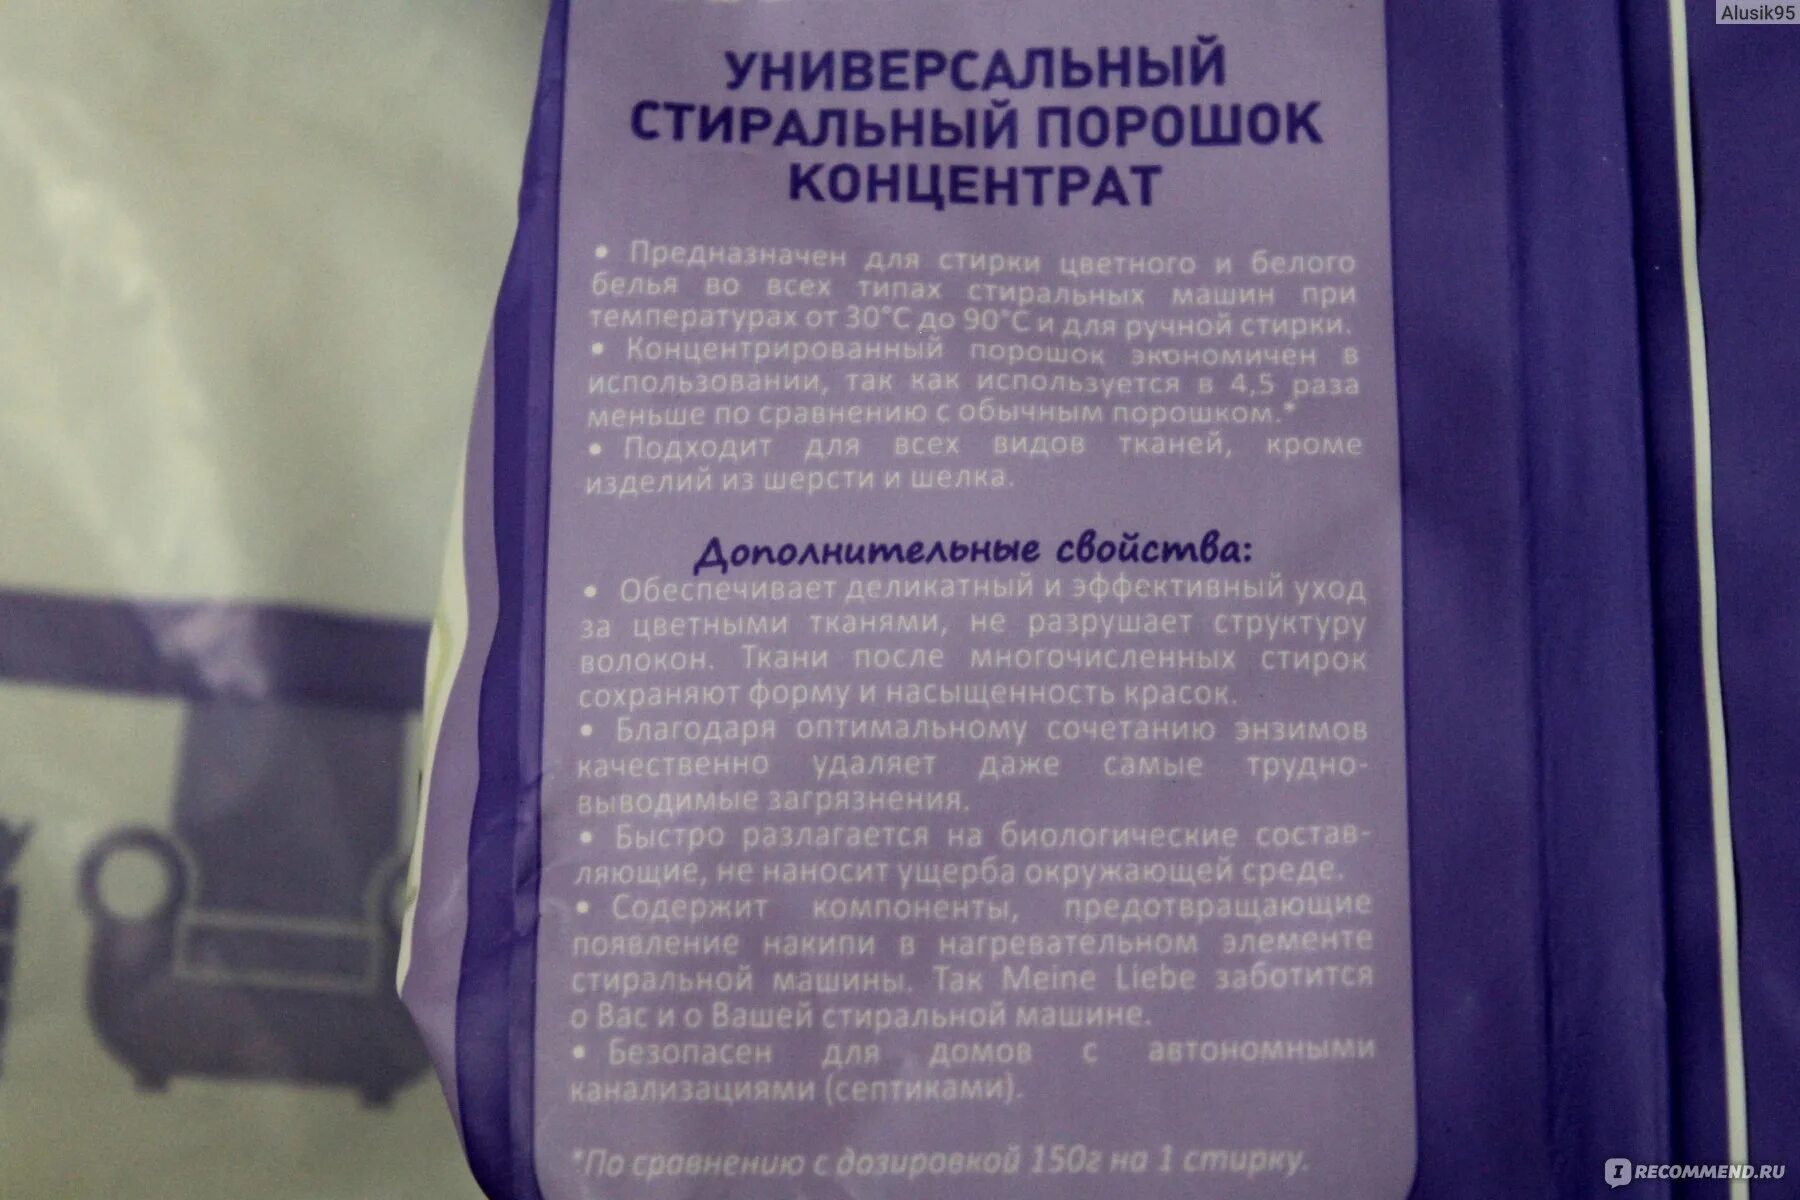 Alusik95
УНИВЕРСАЛЬНЫЙ
СТИРАЛЬНЫЙ ПОРОШОК
КОНЦЕНТРАТ
• Предназначен для стирки цветного и белого
белья во всех типах стиральных машин при
температурах от 30°С до 90°С и для ручной стирки.
• Концентрированный порошок экономичен в
использовании, так как используется в 4,5 раза
меньше по сравнению с обычным порошком.*
• Подходит для всех видов тканей, кроме
изделий из шерсти и шелка.
Дополнительные свойства:
• Обеспечивает деликатный и эффективный уход
за цветными тканями, не разрушает структуру
волокон. Ткани после многочисленных стирок
сохраняют форму и насыщенность красок.
• Благодаря оптимальному сочетанию энзимов
качественно удаляет даже самые трудно-
выводимые загрязнения.
• Быстро разлагается на биологические состав-
ляющие, не наносит ущерба окружающей среде.
• Содержит компоненты, предотвращающие
появление накипи в нагревательном элементе
стиральной машины. Так Meine Liebe заботится
о Вас и о Вашей стиральной машине.
• Безопасен для домов с автономными
канализациями (септиками).
*По сравнению с дозировкой 150г на 1 стирку.
IRECOMMEND.RU